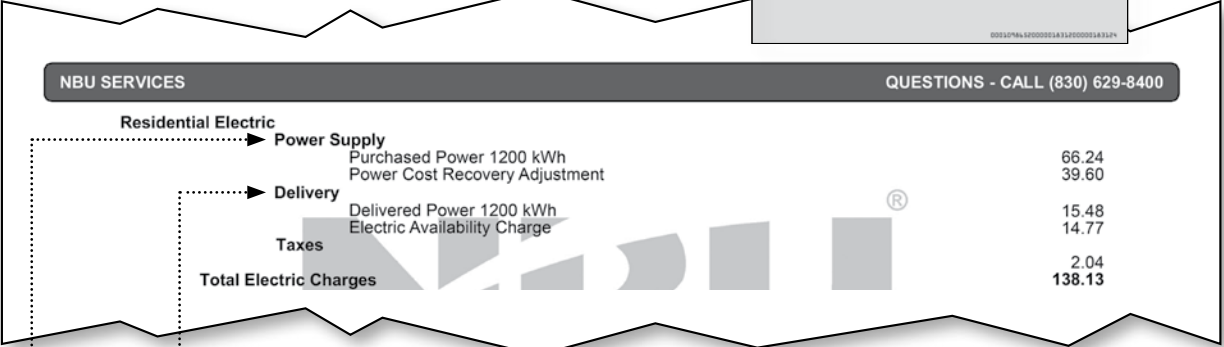 NBU SERVICES QUESTIONS - CALL (830) 629-8400
Residential Electric
Power Supply
Purchased Power 1200 kWh 66.24
Power Cost Recovery Adjustment 39.60
Delivery
®
Delivered Power 1200 kWh 15.48
Electric Availability Charge 14.77
Taxes
2.04
Total Electric Charges 138.13
NBU